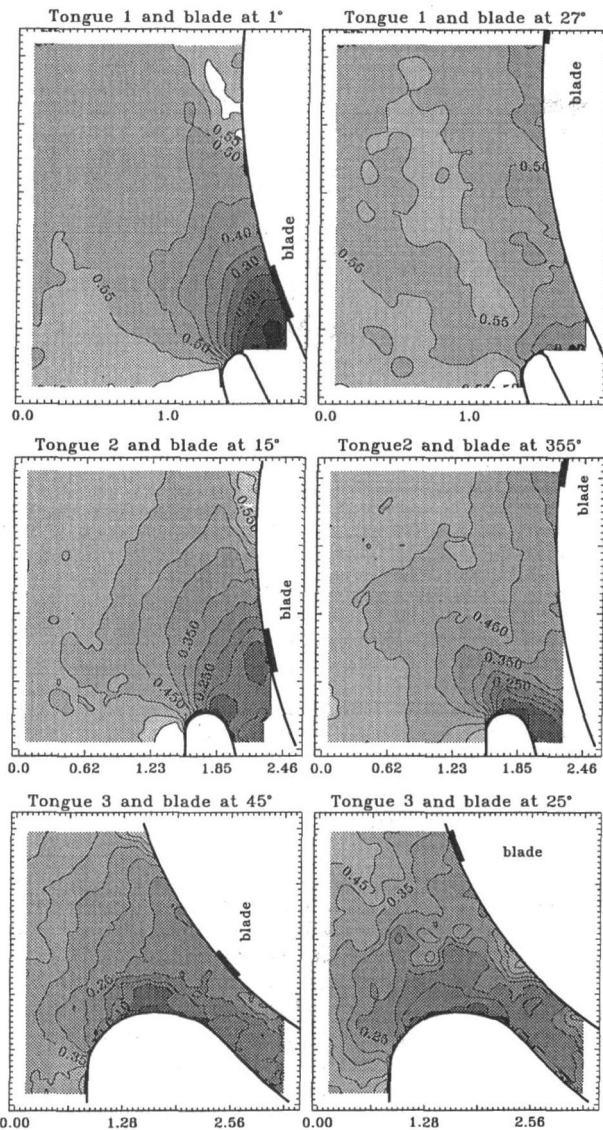 Tongue 1 and blade at 1° Tongue 1 and blade at 27°
blade
0.55
0.50
0.50
0.40 blade
0.30
0.55 0.55
0.20
0.55
0.50
0.0 1.0 0.0 1.0
Tongue 2 and blade at 15° Tongue2 and blade at 355°
0.550 blade
blade
0.350 0.460
0.350
0.450 0.250 0.250
0.0 0.62 1.23 1.85 2.46 0.0 0.62 1.23 1.85 2.46
Tongue 3 and blade at 45° Tongue 3 and blade at 25°
blade
0.45 0.35
blade
0.20
0.35 0.25
0.00 1.28 2.56 0.00 1.28 2.56